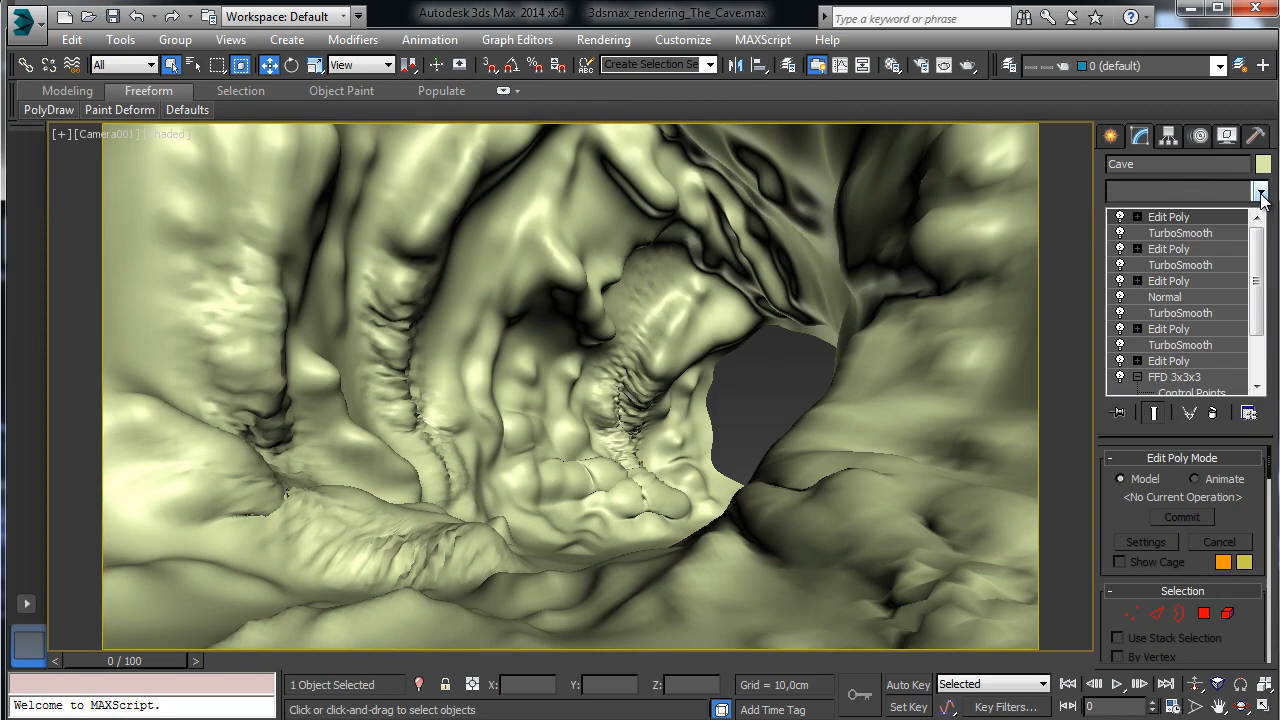 Workspace: Default
Autodesk 3ds Max 2014 x64 3dsmax_rendering_The_Cave.max
Type a keyword or phrase
Edit Tools Group Views Create Modifiers Animation Graph Editors Rendering Customize MAXScript Help
All View Create Selection Se 0 (default)
Modeling Freeform Selection Object Paint Populate
PolyDraw Paint Deform Defaults
[+] [Camera001] [Shaded]
Cave
Edit Poly
TurboSmooth
Edit Poly
TurboSmooth
Edit Poly
Normal
TurboSmooth
Edit Poly
TurboSmooth
Edit Poly
FFD 3x3x3
Control Points
Edit Poly Mode
Model Animate
<No Current Operation>
Commit
Settings Cancel
Show Cage
Selection
Use Stack Selection
By Vertex
0 / 100
1 Object Selected X: Y: Z: Grid = 10,0cm Auto Key Selected
Welcome to MAXScript. Click or click-and-drag to select objects Add Time Tag Set Key Key Filters... 0